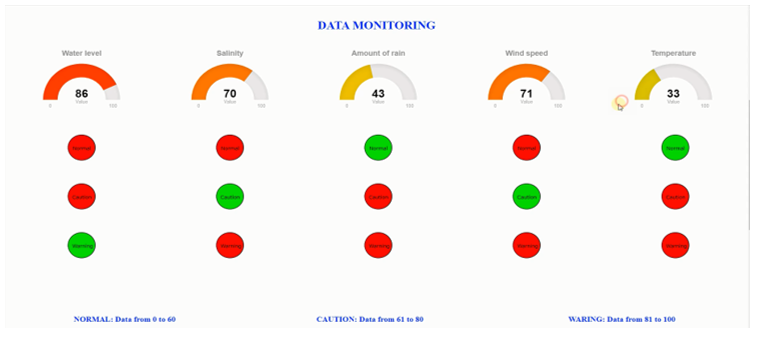 DATA MONITORING
Water level Salinity Amount of rain Wind speed Temperature
86 70 43 71 33
Value Value Value Value Value
0 100 0 100 0 100 0 100 0 100
Normal Normal Normal Normal Normal
Caution Caution Caution Caution Caution
Warning Warning Warning Warning Warning
NORMAL: Data from 0 to 60 CAUTION: Data from 61 to 80 WARING: Data from 81 to 100